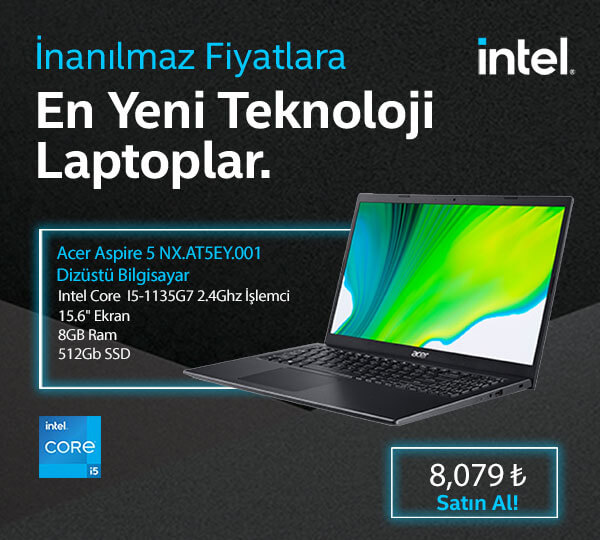 İnanılmaz Fiyatlara
intel.
En Yeni Teknoloji
Laptoplar.
Acer Aspire 5 NX.AT5EY.001
Dizüstü Bilgisayar
Intel Core I5-1135G7 2.4Ghz İşlemci
15.6" Ekran
8GB Ram
512Gb SSD
acer
intel.
CORE
i5
8,079 ₺
Satın Al!